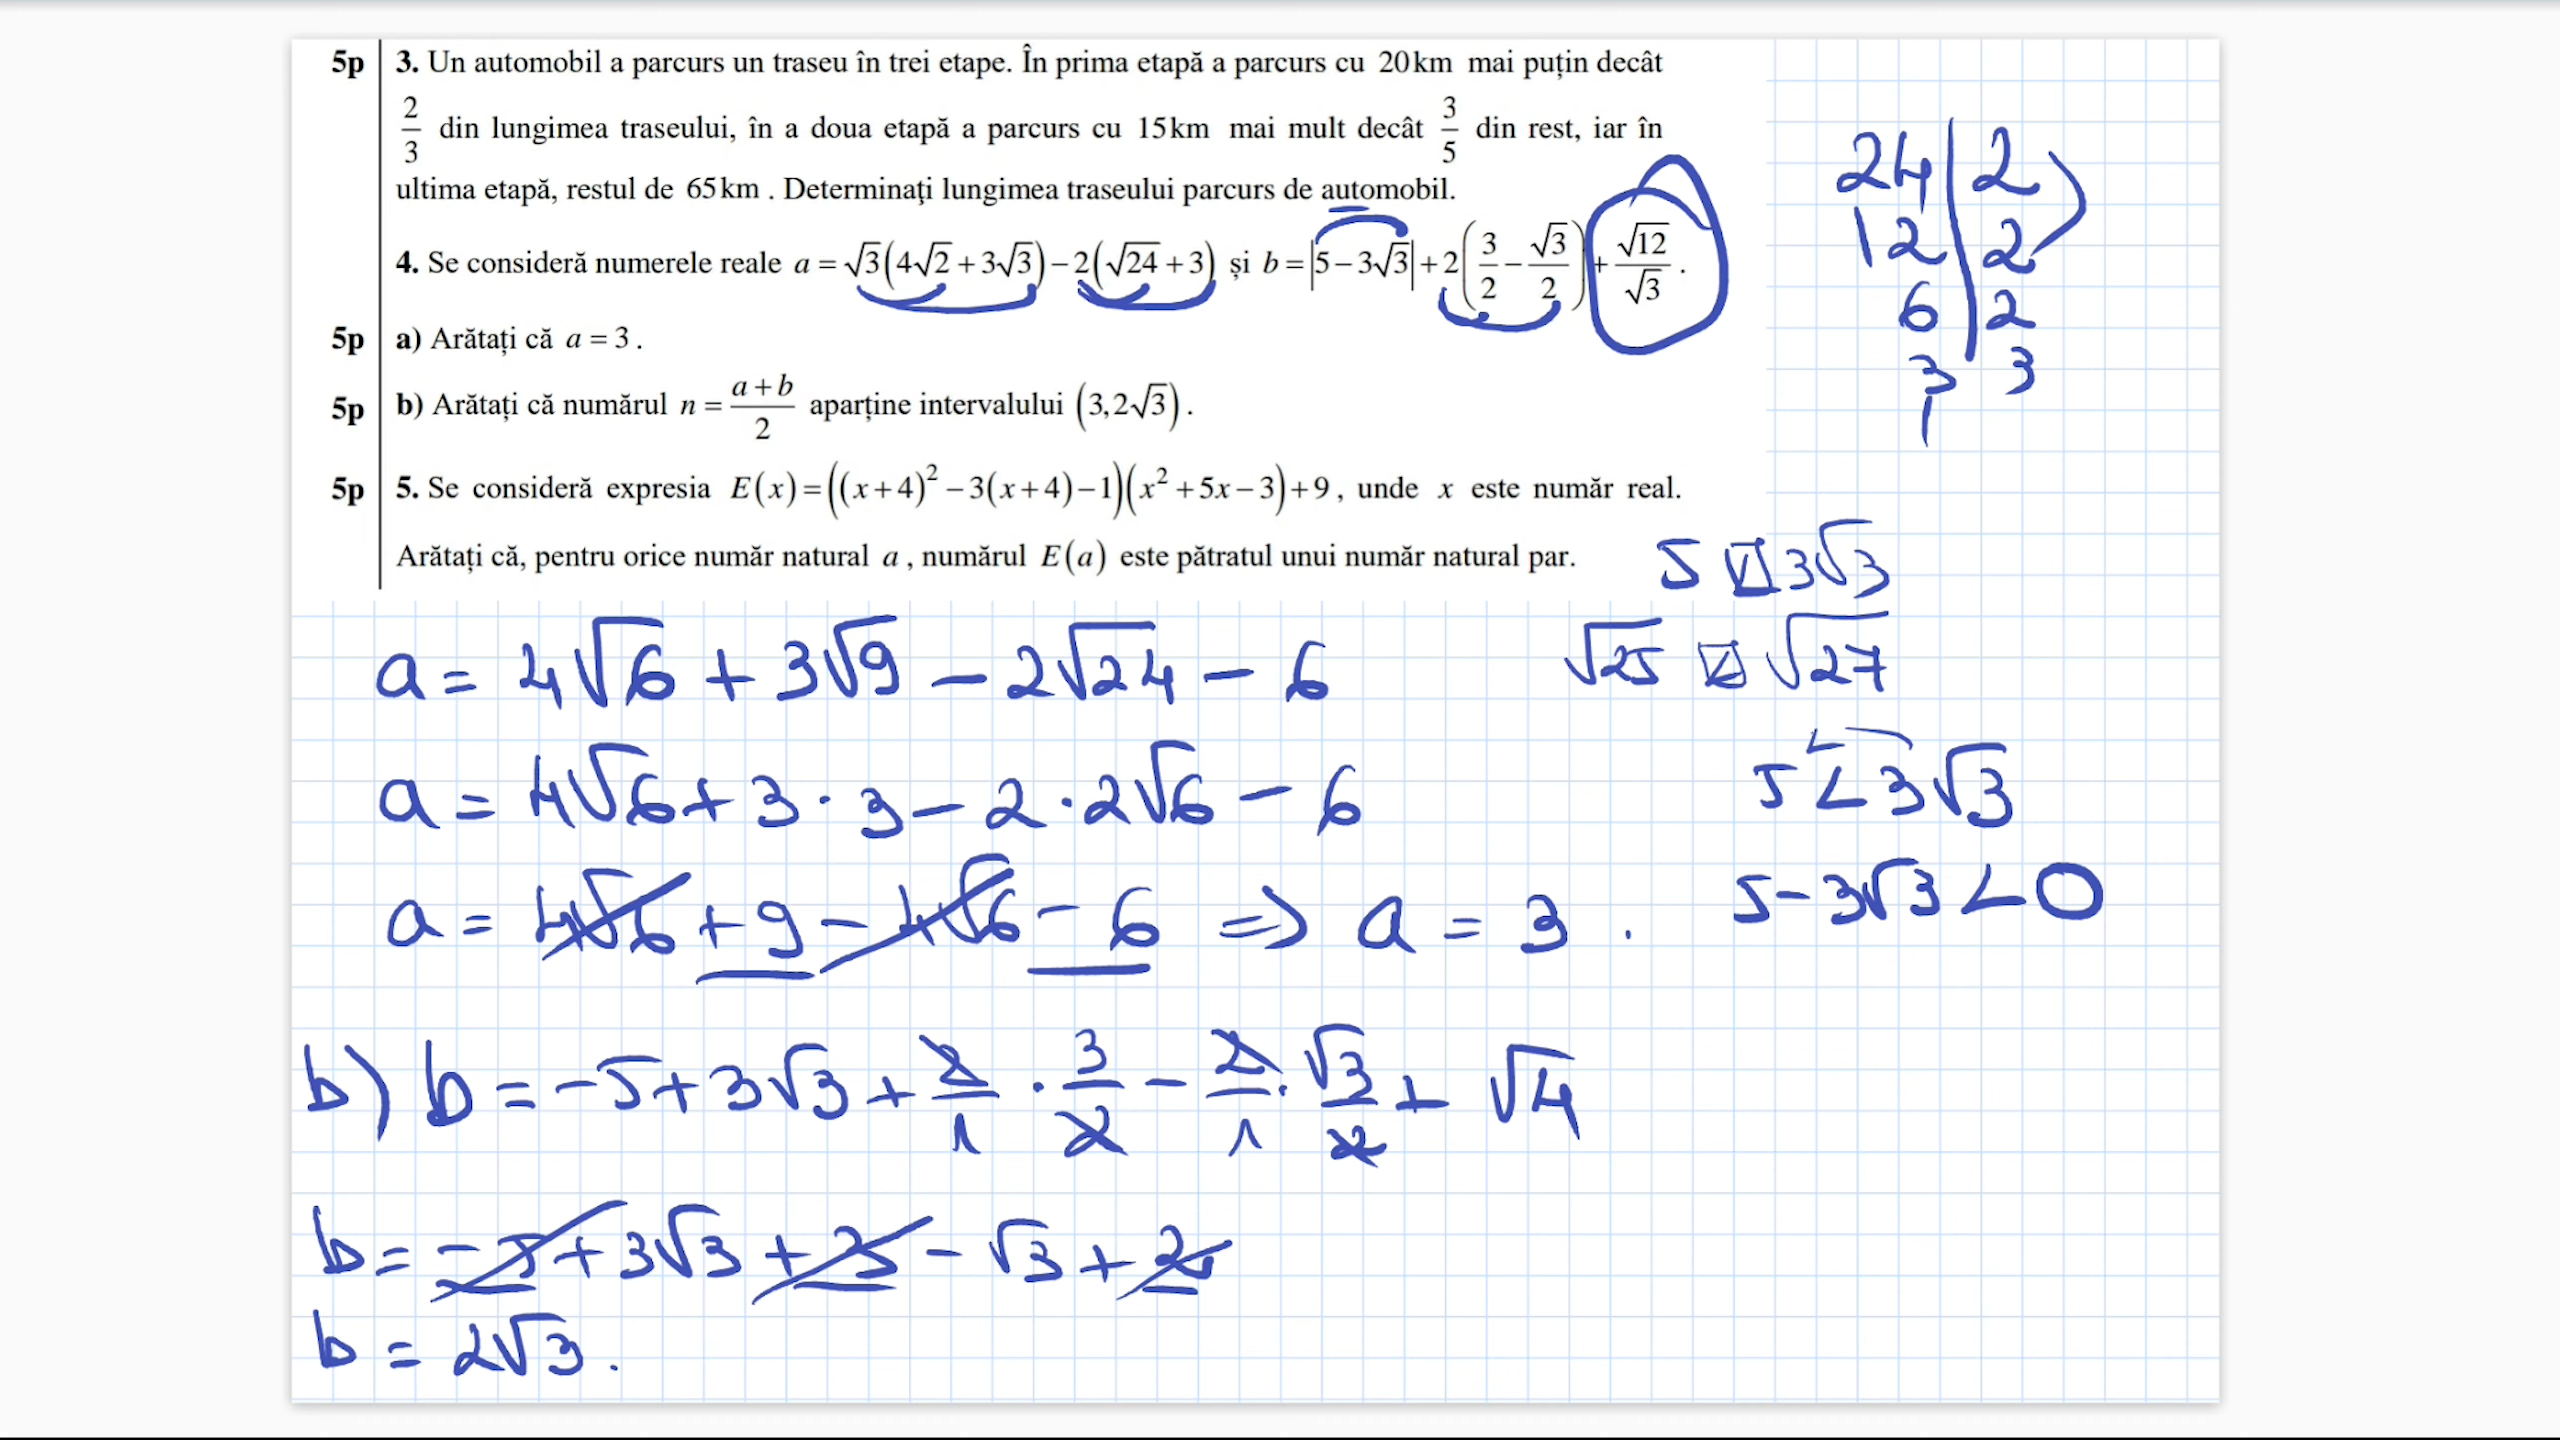 5p 3. Un automobil a parcurs un traseu în trei etape. În prima etapă a parcurs cu 20km mai puțin decât
2/3 din lungimea traseului, în a doua etapă a parcurs cu 15km mai mult decât 3/5 din rest, iar în
ultima etapă, restul de 65km . Determinați lungimea traseului parcurs de automobil.
4. Se consideră numerele reale a = √3(4√2 + 3√3) − 2(√24 + 3) și b = |5 − 3√3| + 2(3/2 − √3/2) + √12/√3 .
5p a) Arătați că a = 3 .
5p b) Arătați că numărul n = (a + b)/2 aparține intervalului (3,2√3) .
5p 5. Se consideră expresia E(x) = ((x+4)² − 3(x+4) − 1)(x² + 5x − 3) + 9 , unde x este număr real.
Arătați că, pentru orice număr natural a , numărul E(a) este pătratul unui număr natural par.
24 | 2
12 | 2
6 | 2
3 3
1
5 < 3√3
√25 < √27
5 < 3√3
5 − 3√3 < 0
a = 4√6 + 3√9 − 2√24 − 6
a = 4√6 + 3 · 3 − 2 · 2√6 − 6
a = 4√6 + 9 − 4√6 − 6 => a = 3 .
b) b = −5 + 3√3 + 2/1 · 3/2 − 2/1 · √3/2 + √4
b = −5 + 3√3 + 3 − √3 + 2
b = 2√3 .